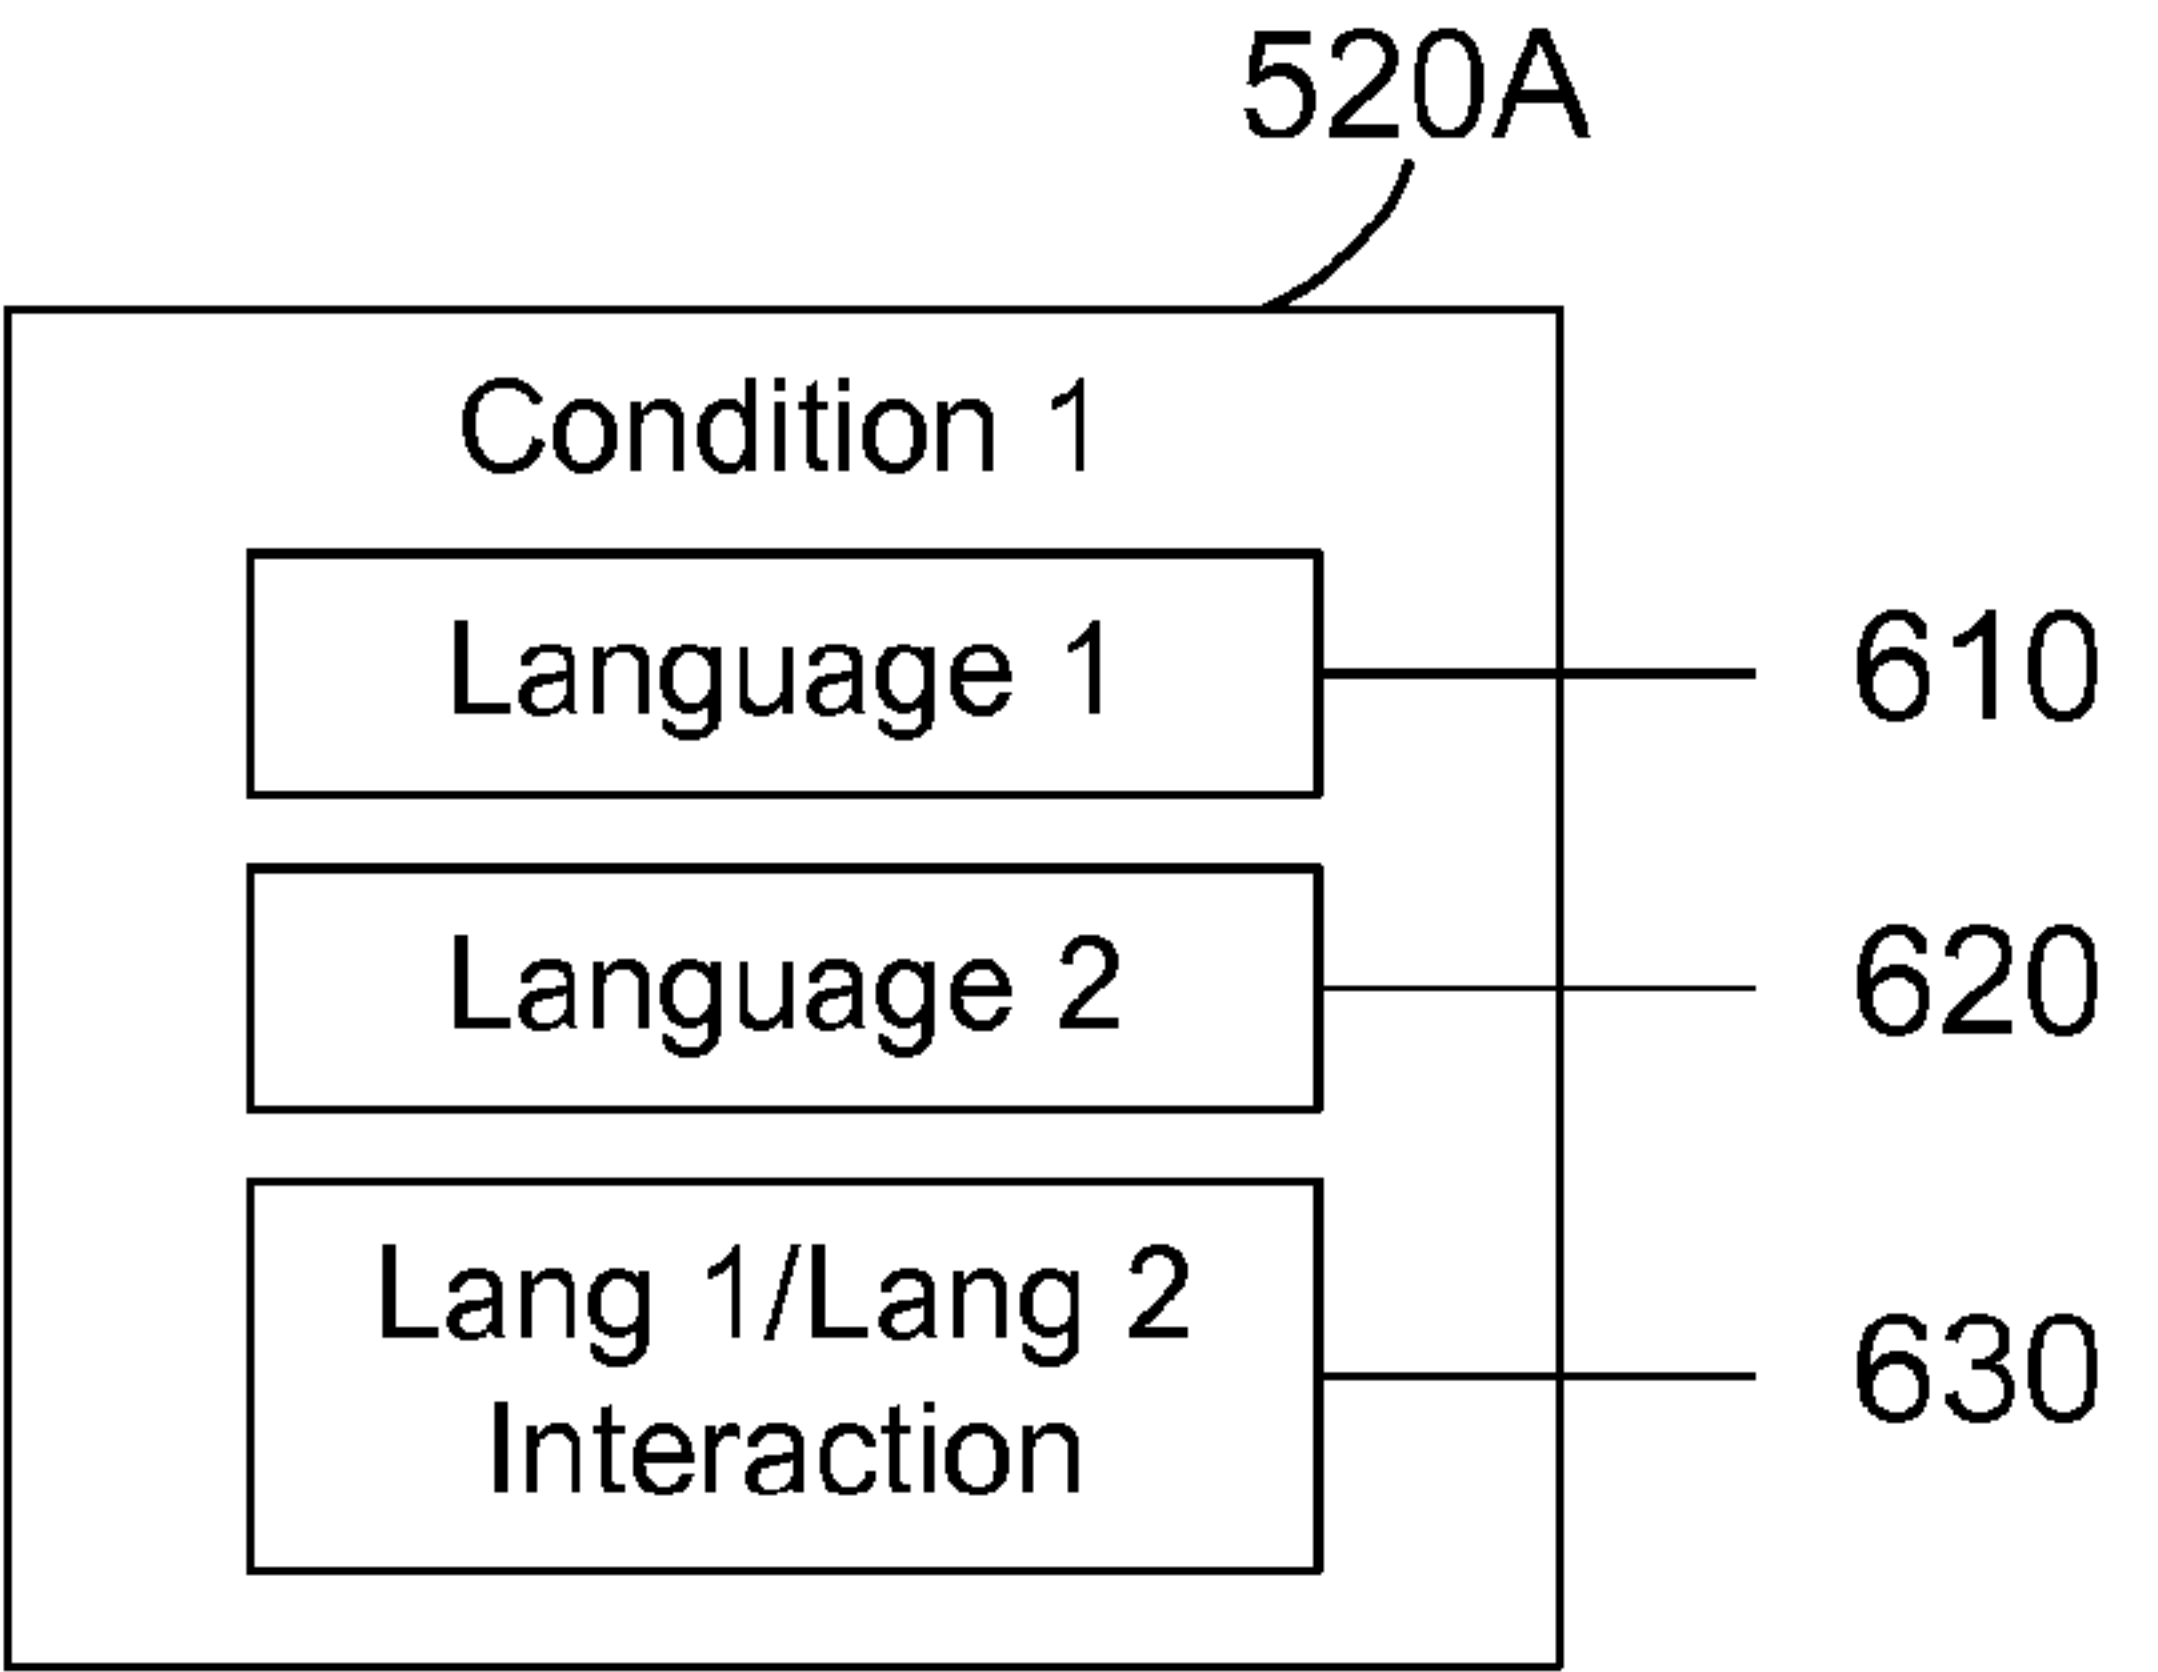 520A
Condition 1
Language 1
610
Language 2
620
Lang 1/Lang 2
Interaction
630